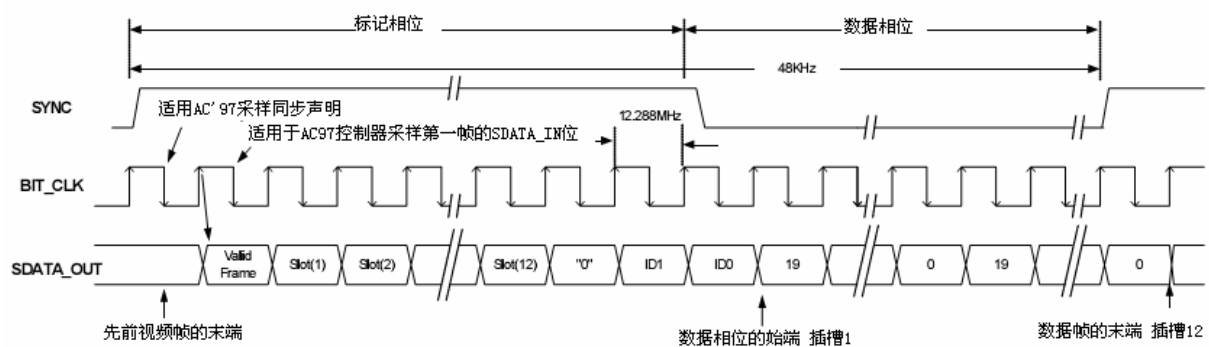 标记相位
数据相位
48KHz
SYNC
适用AC'97采样同步声明
12.288MHz
适用于AC97控制器采样第一帧的SDATA_IN位
BIT_CLK
SDATA_OUT
Valid
Frame
Slot(1)
Slot(2)
Slot(12)
"0"
ID1
ID0
19
0
19
0
先前视频帧的末端
数据相位的始端 插槽1
数据帧的末端 插槽12